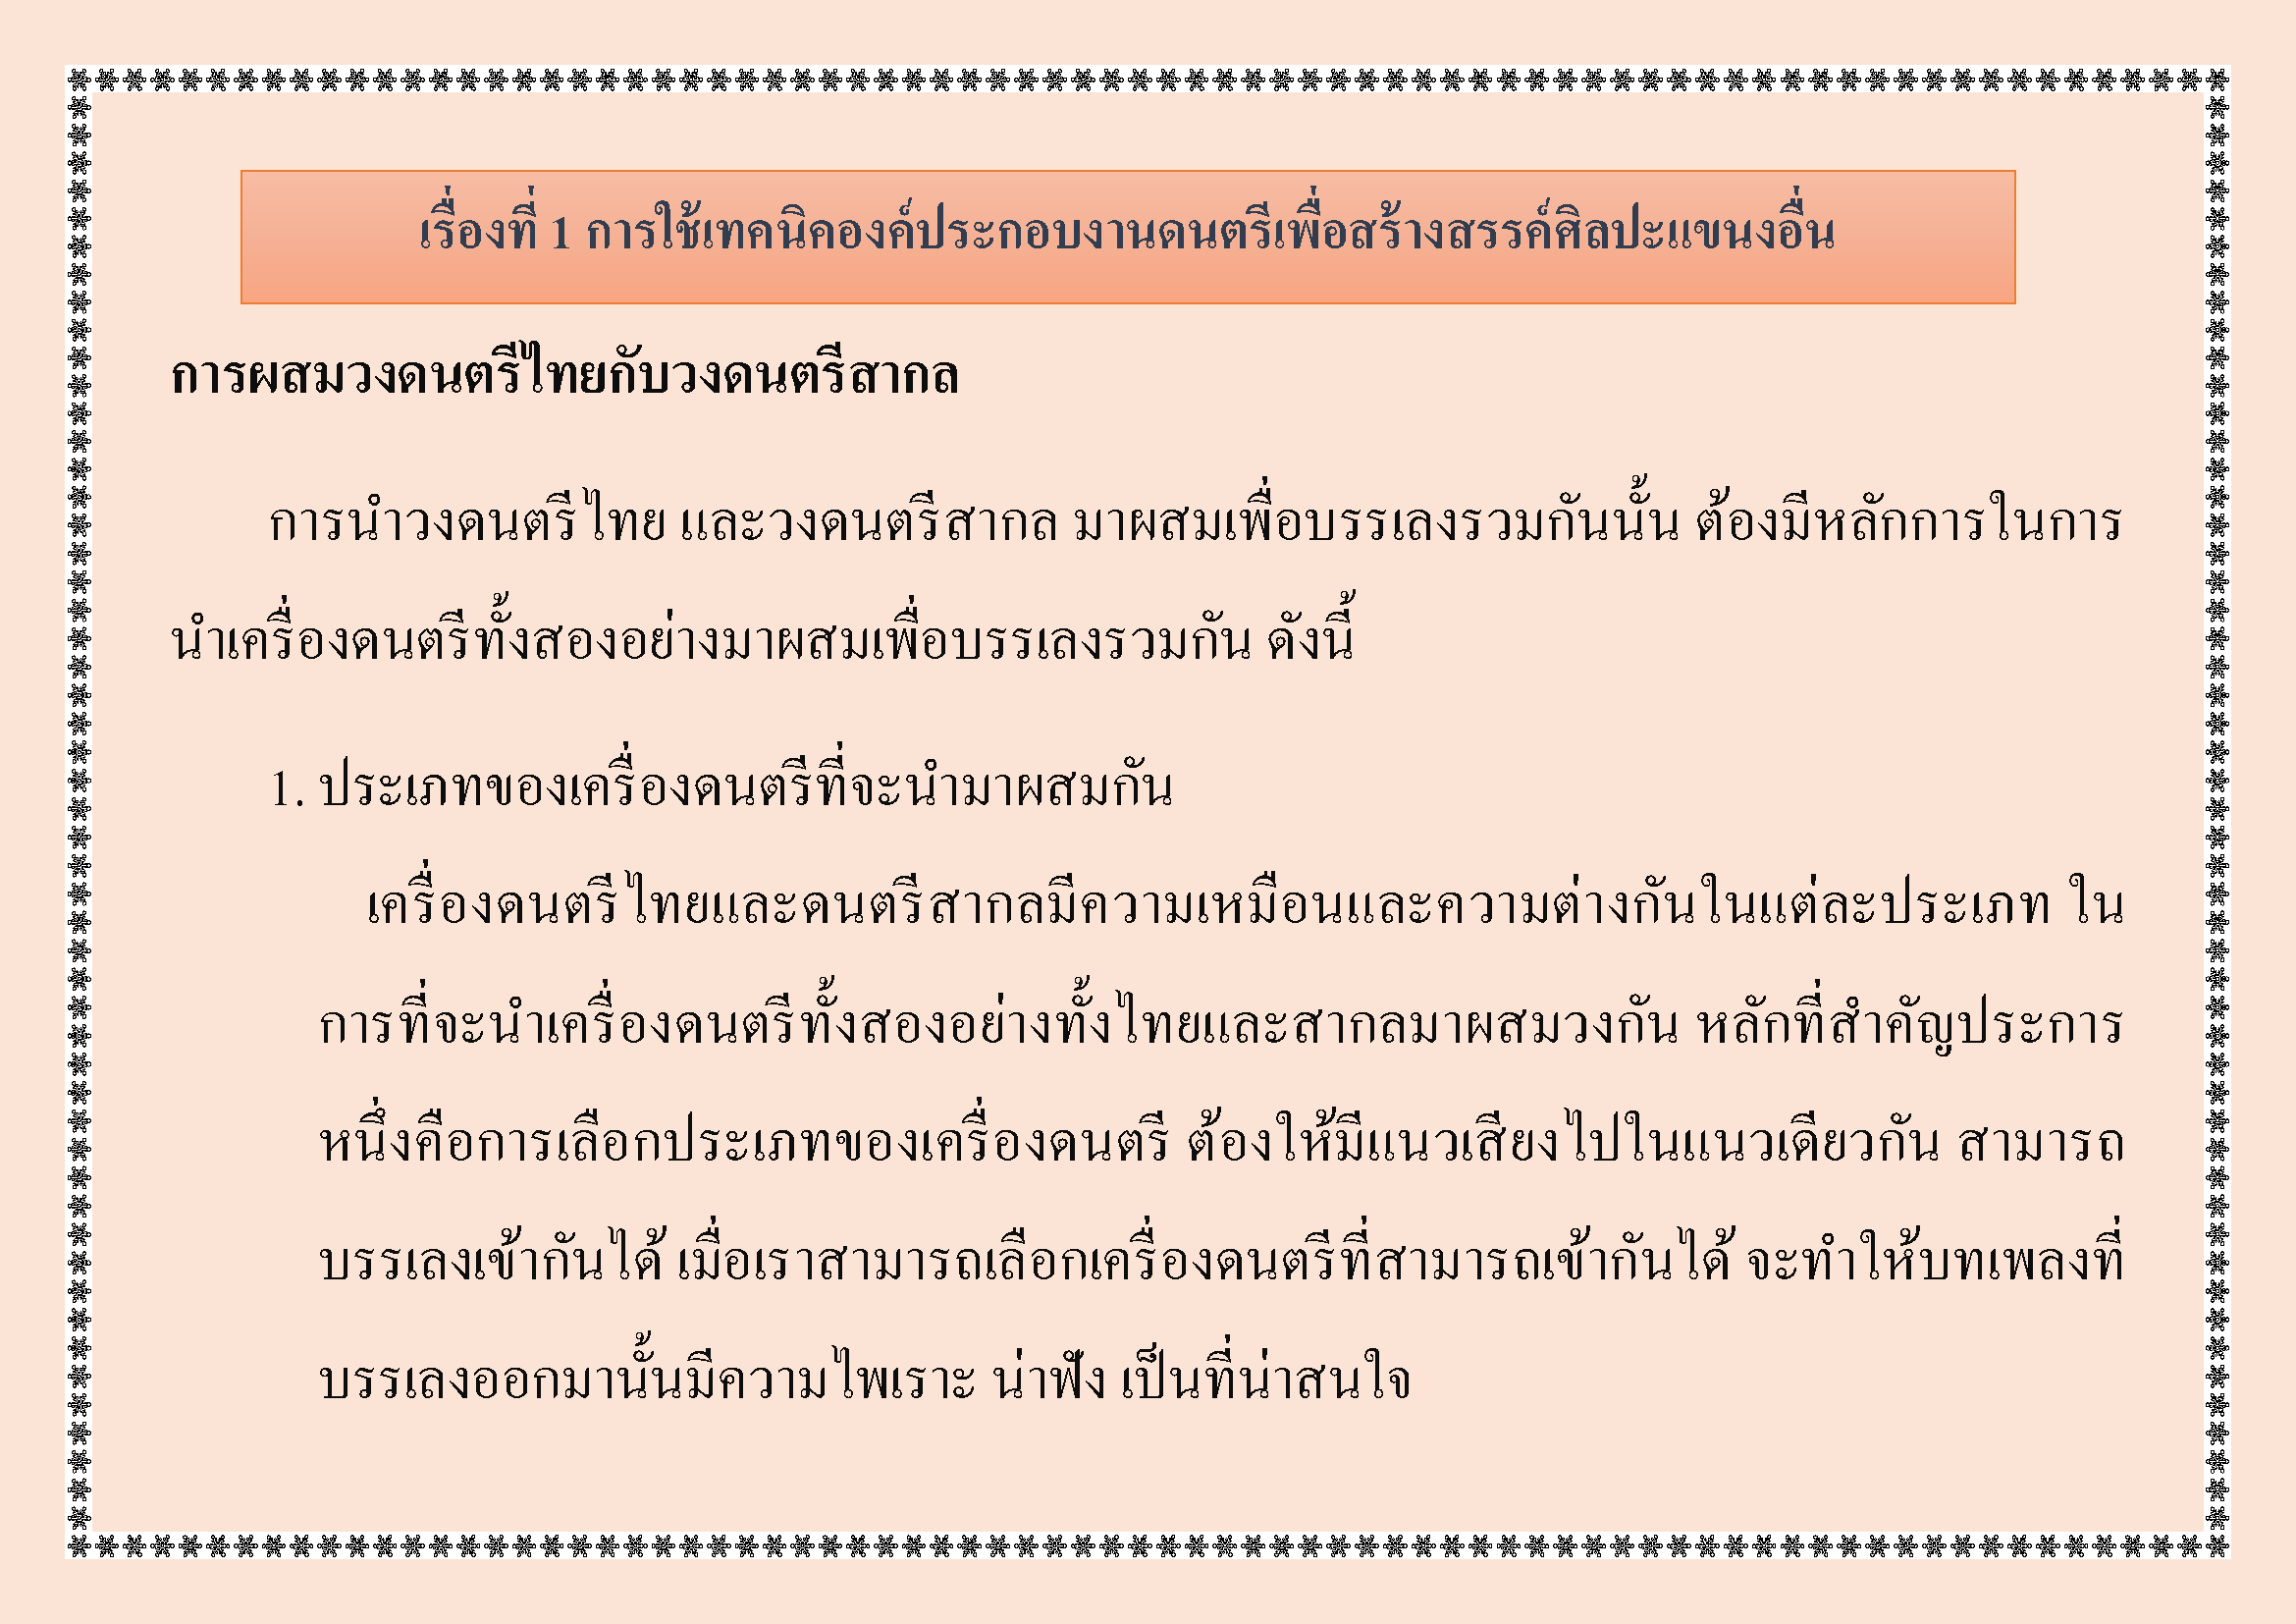 เรื่องที่ 1 การใช้เทคนิคองค์ประกอบงานดนตรีเพื่อสร้างสรรค์ศิลปะแขนงอื่น
การผสมวงดนตรีไทยกับวงดนตรีสากล
การนำวงดนตรีไทย และวงดนตรีสากล มาผสมเพื่อบรรเลงรวมกันนั้น ต้องมีหลักการในการ
นำเครื่องดนตรีทั้งสองอย่างมาผสมเพื่อบรรเลงรวมกัน ดังนี้
1. ประเภทของเครื่องดนตรีที่จะนำมาผสมกัน
เครื่องดนตรีไทยและดนตรีสากลมีความเหมือนและความต่างกันในแต่ละประเภท ใน
การที่จะนำเครื่องดนตรีทั้งสองอย่างทั้งไทยและสากลมาผสมวงกัน หลักที่สำคัญประการ
หนึ่งคือการเลือกประเภทของเครื่องดนตรี ต้องให้มีแนวเสียงไปในแนวเดียวกัน สามารถ
บรรเลงเข้ากันได้ เมื่อเราสามารถเลือกเครื่องดนตรีที่สามารถเข้ากันได้ จะทำให้บทเพลงที่
บรรเลงออกมานั้นมีความไพเราะ น่าฟัง เป็นที่น่าสนใจ